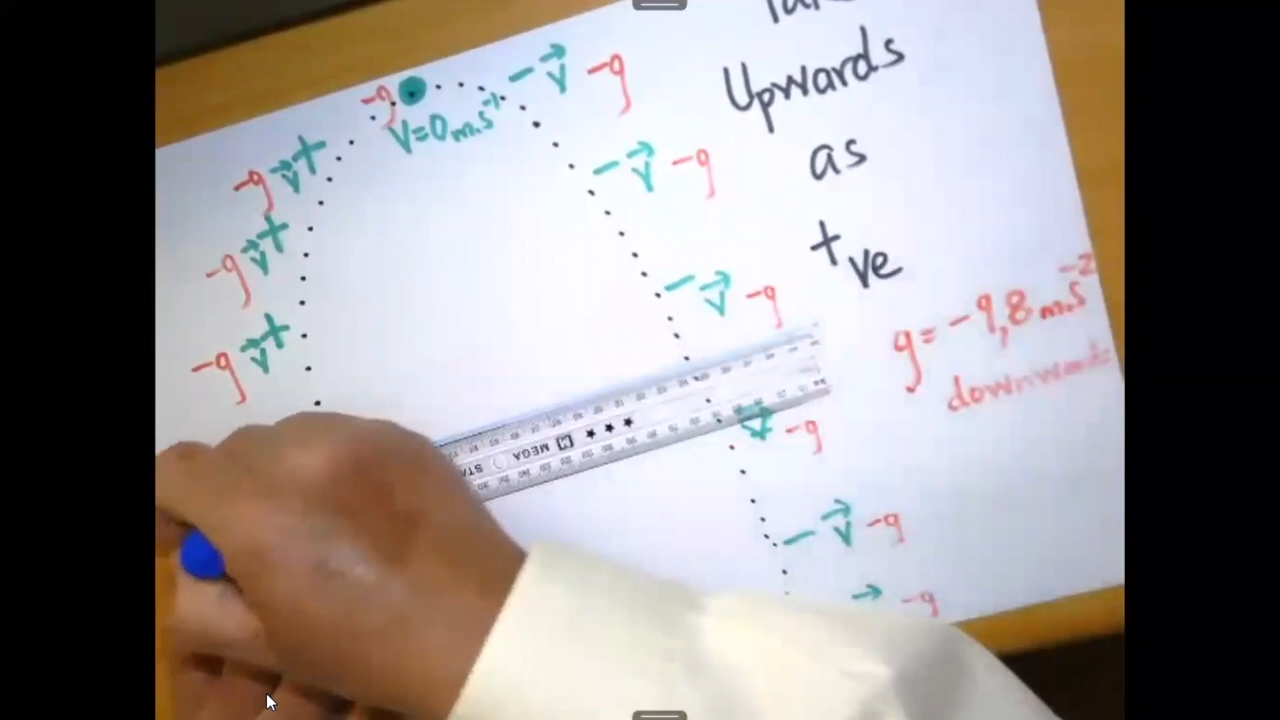 -g
V=0 m.s⁻¹
- v⃗ -g
-g v⃗ +
- v⃗ -g
-g v⃗ +
- v⃗ -g
-g v⃗ +
v⃗ -g
- v⃗ -g
-g
Upwards
as
+ve
g=-9,8 m.s⁻²
downwards
MEGA